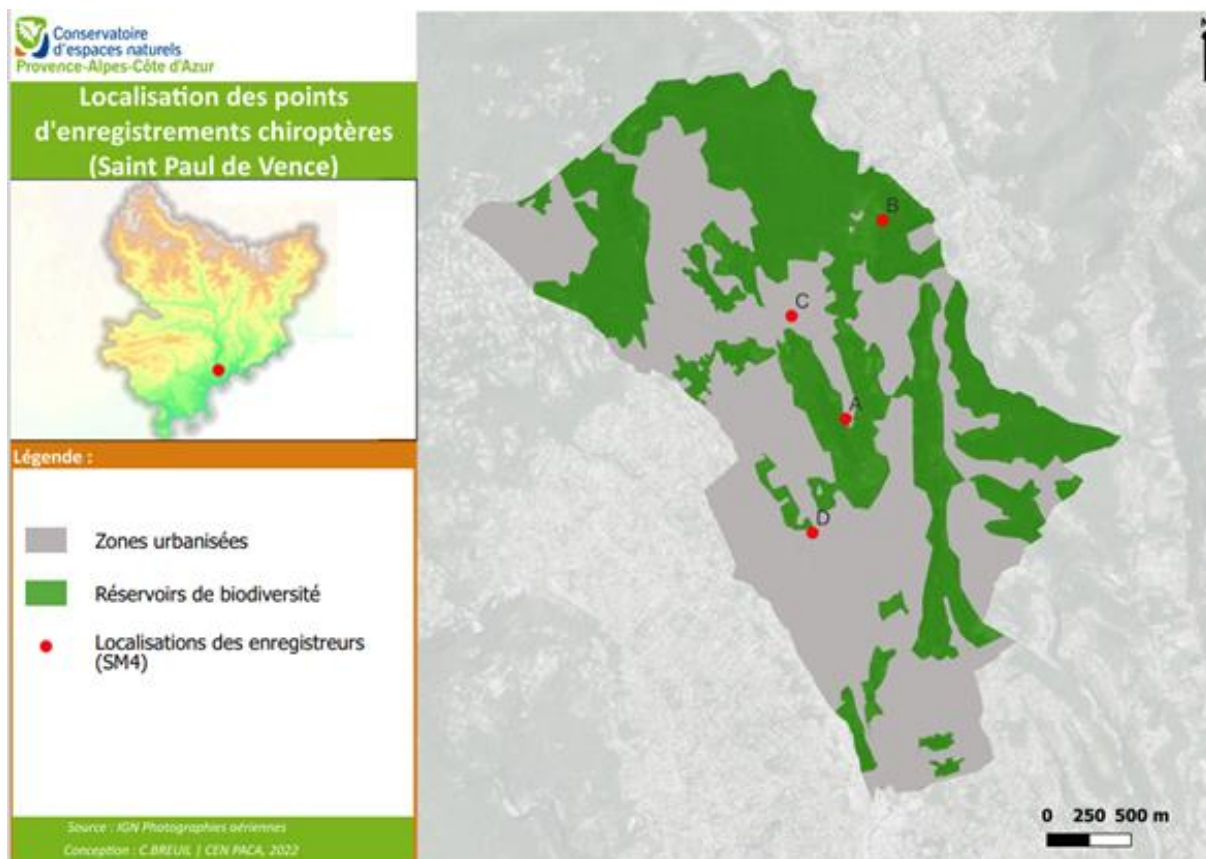 Conservatoire
d'espaces naturels
Provence-Alpes-Côte d'Azur
Localisation des points
d'enregistrements chiroptères
(Saint Paul de Vence)
Légende :
Zones urbanisées
Réservoirs de biodiversité
Localisations des enregistreurs
(SM4)
Source : IGN Photographies aériennes
Conception : C.BREUIL | CEN PACA, 2022
N
B
C
A
D
0 250 500 m